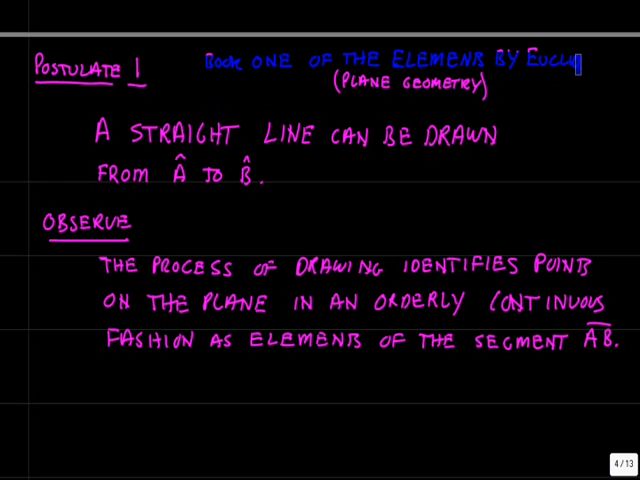 POSTULATE 1 BOOK ONE OF THE ELEMENTS BY EUCLID
(PLANE GEOMETRY)
A STRAIGHT LINE CAN BE DRAWN
FROM Â TO B̂.
OBSERVE
THE PROCESS OF DRAWING IDENTIFIES POINTS
ON THE PLANE IN AN ORDERLY CONTINUOUS
FASHION AS ELEMENTS OF THE SEGMENT A̅B̅.
4/13